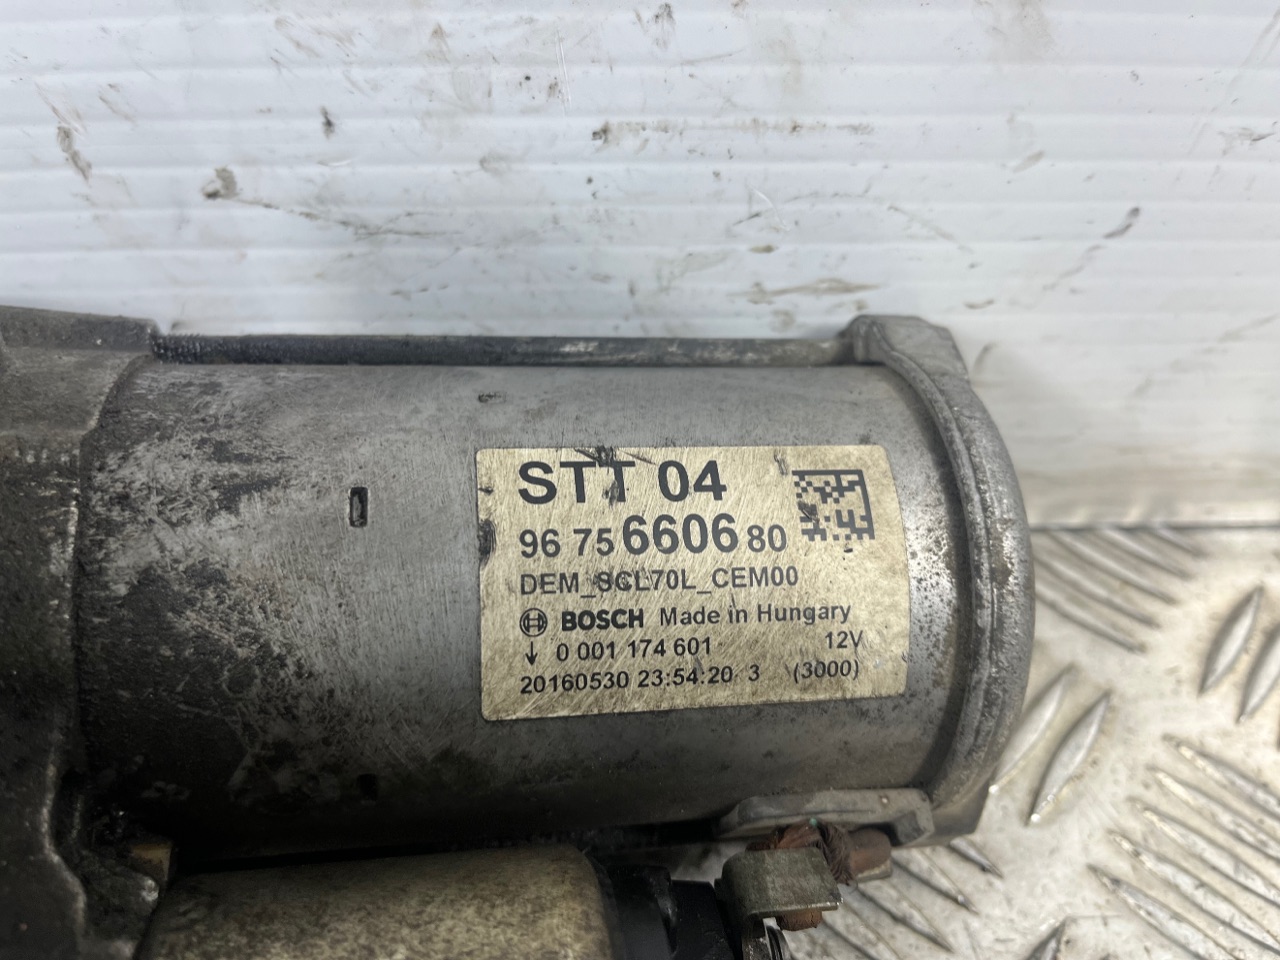 STT 04
96 75 6606 80
DEM_SCL70L_CEM00
BOSCH Made in Hungary
↓ 0 001 174 601 12V
20160530 23:54:20 3 (3000)